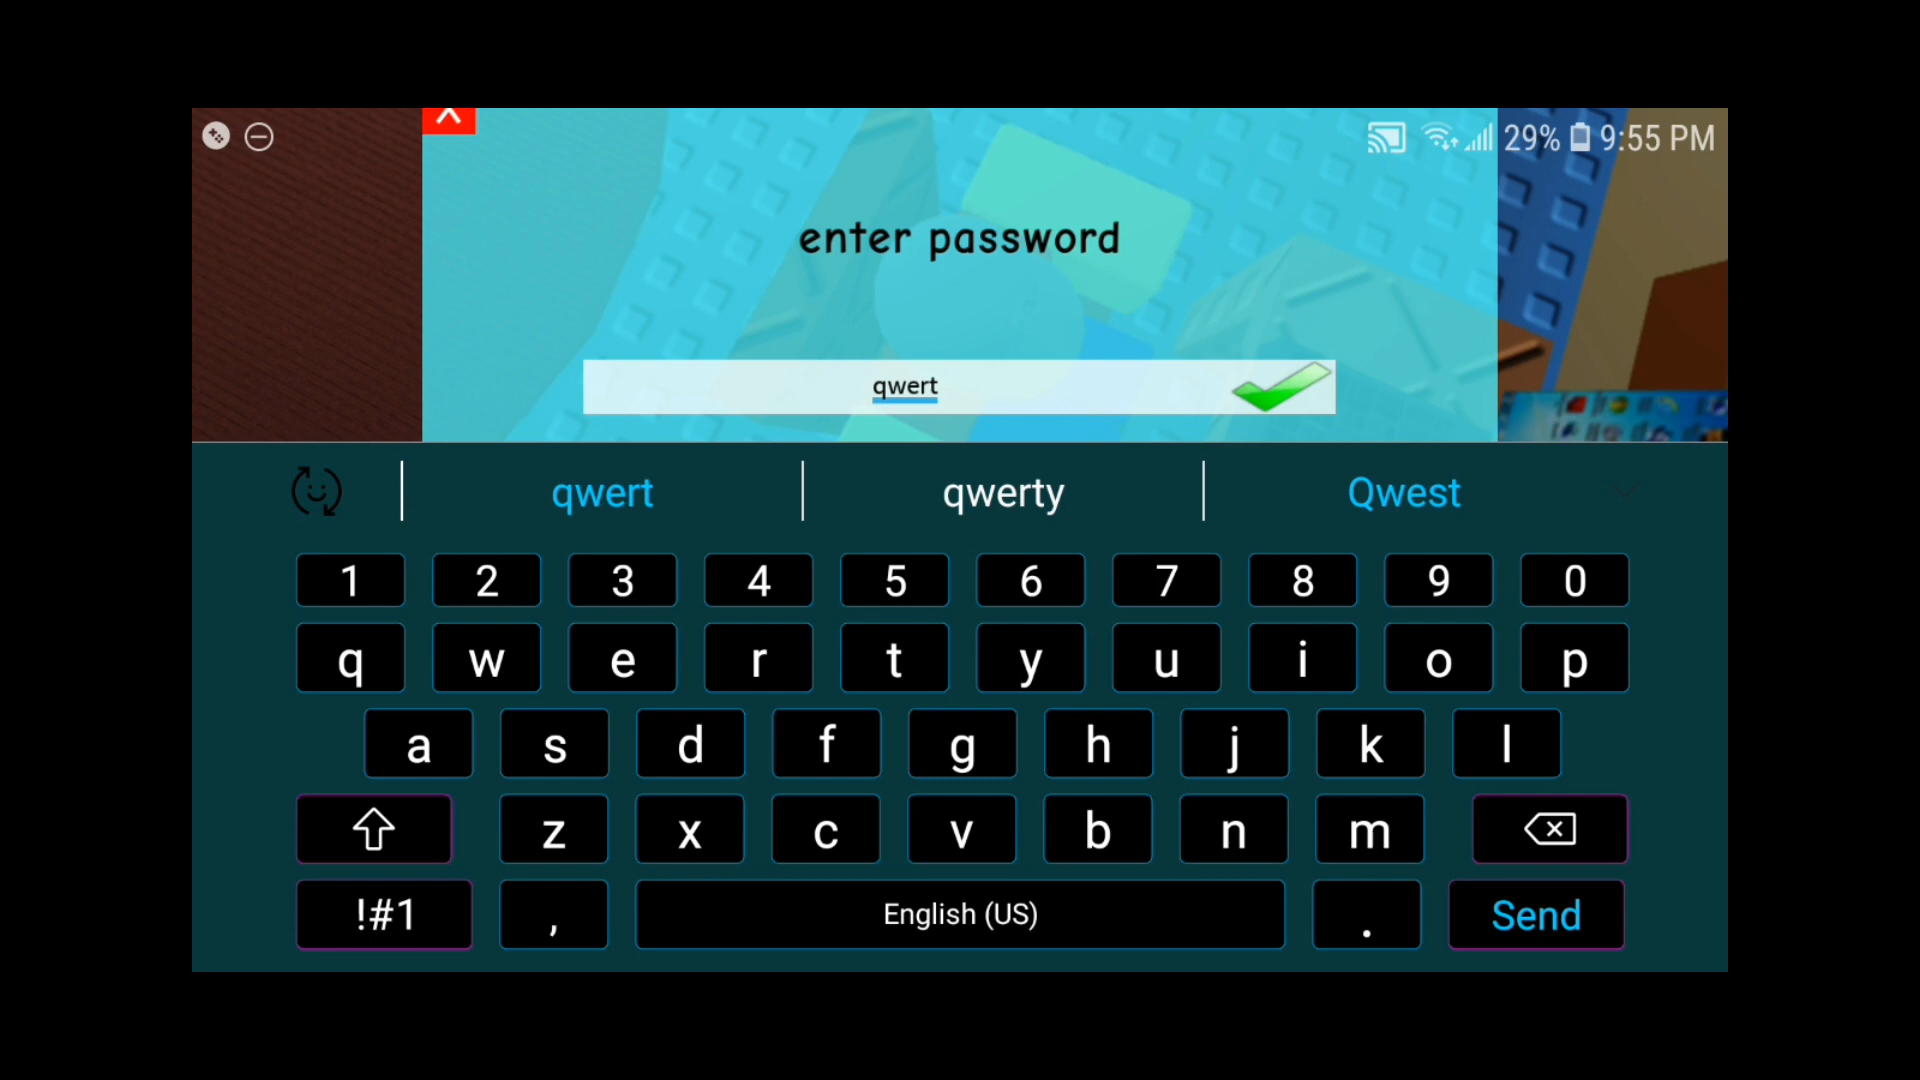 29% 9:55 PM
enter password
qwert
qwert qwerty Qwest
1 2 3 4 5 6 7 8 9 0
q w e r t y u i o p
a s d f g h j k l
z x c v b n m
!#1 , English (US) . Send